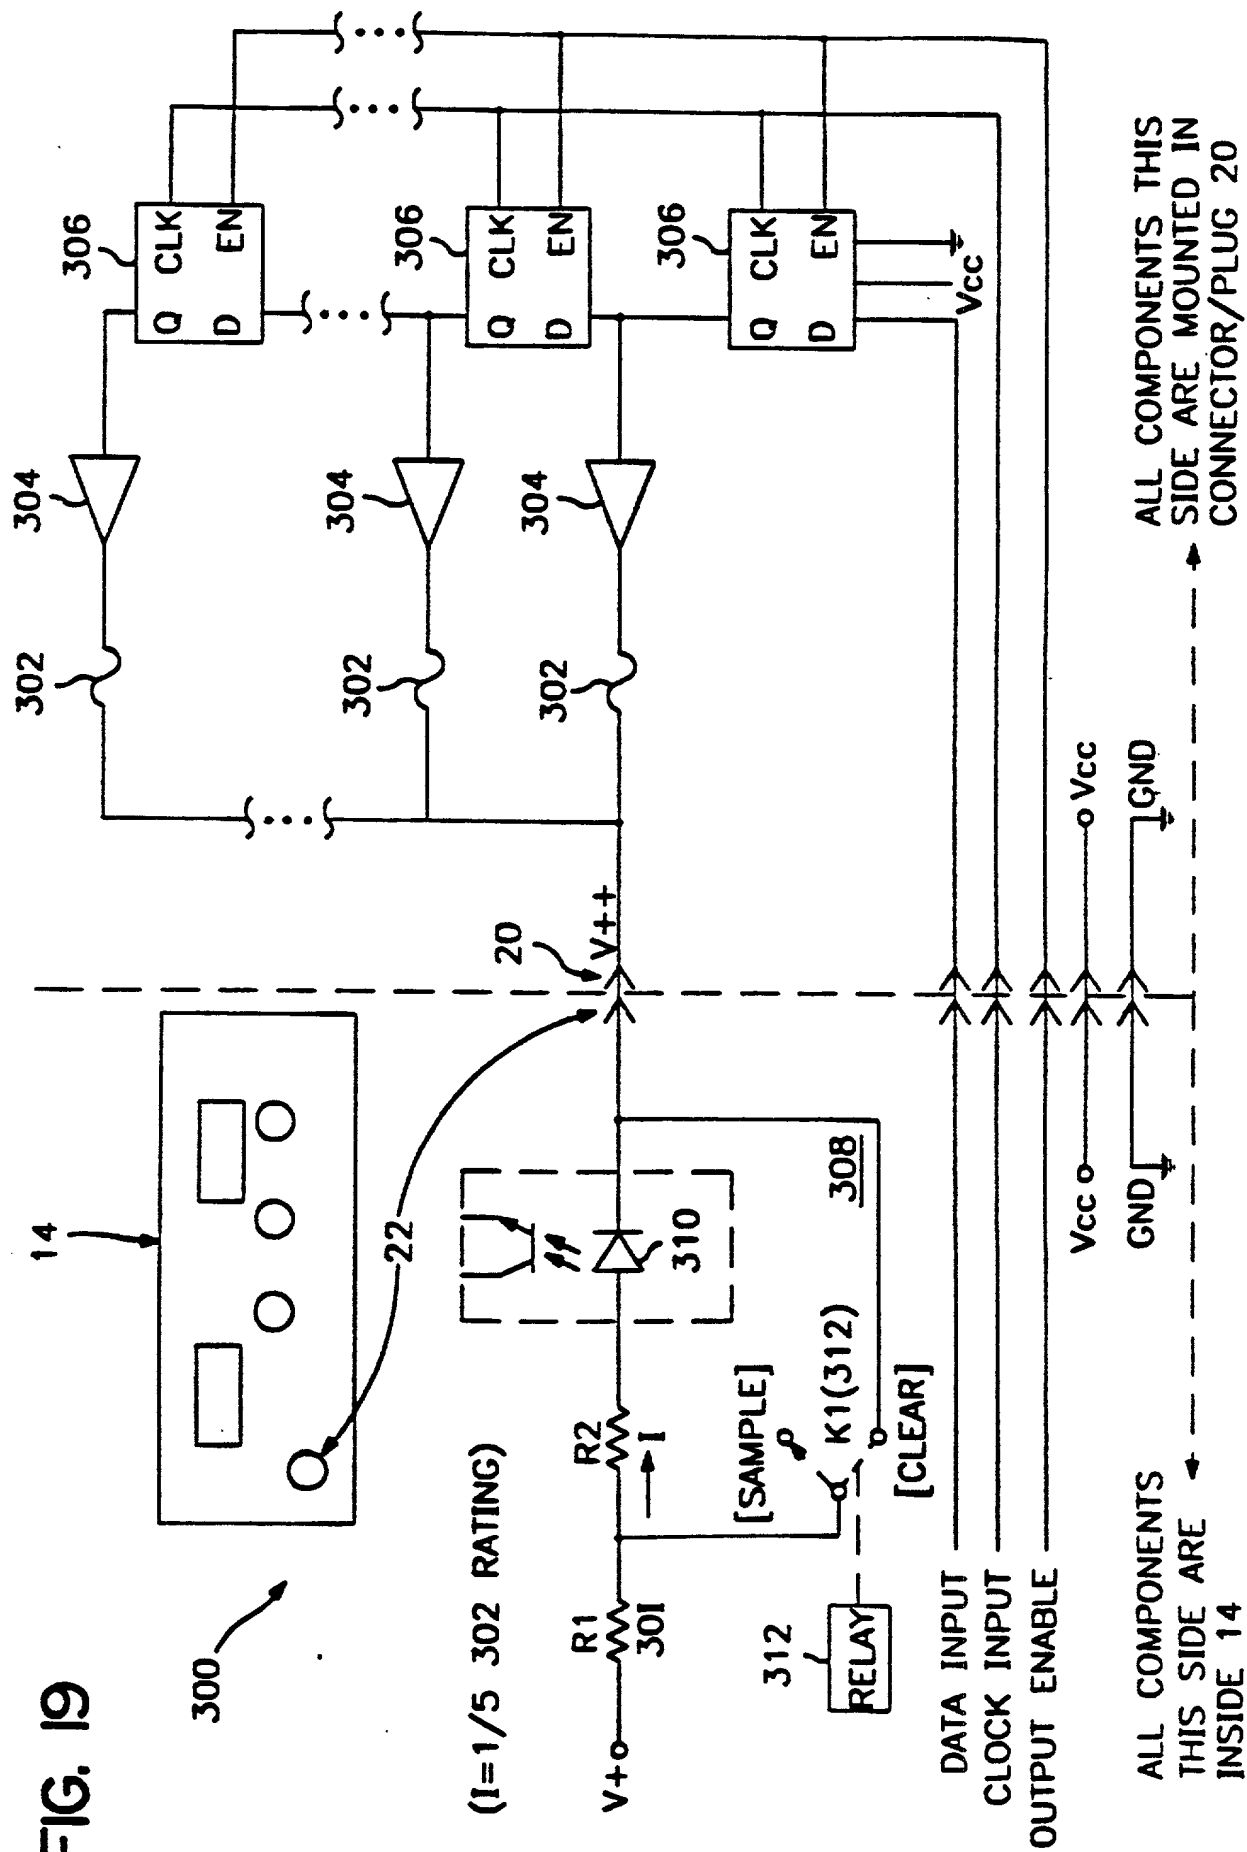 FIG. 19
300
14
22
(I=1/5 302 RATING)
V+
R1
301
R2
I
310
308
[SAMPLE]
K1(312)
[CLEAR]
312
RELAY
20
V++
302
304
306
Q
CLK
D
EN
302
304
306
Q
CLK
D
EN
302
304
306
Q
CLK
D
EN
Vcc
DATA INPUT
CLOCK INPUT
OUTPUT ENABLE
Vcc
Vcc
GND
GND
ALL COMPONENTS
THIS SIDE ARE
INSIDE 14
ALL COMPONENTS THIS
SIDE ARE MOUNTED IN
CONNECTOR/PLUG 20